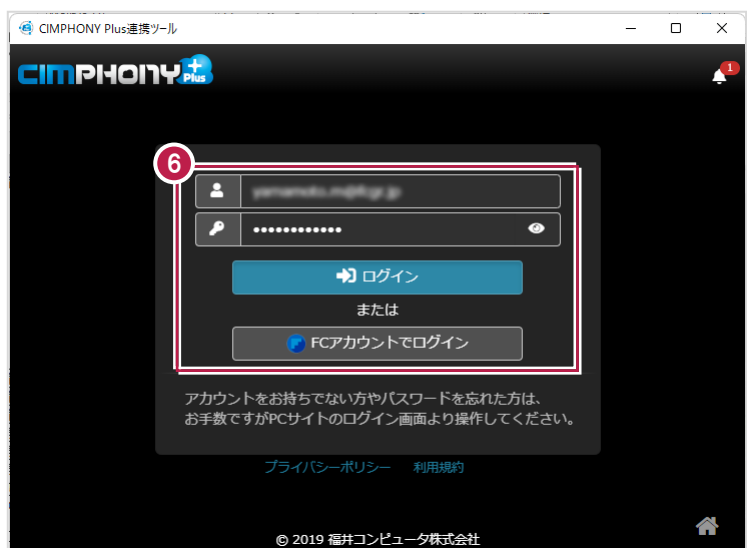 CIMPHONY Plus連携ツール
CIMPHONY Plus
1
6
••••••••••••
ログイン
または
FCアカウントでログイン
アカウントをお持ちでない方やパスワードを忘れた方は、
お手数ですがPCサイトのログイン画面より操作してください。
プライバシーポリシー 利用規約
© 2019 福井コンピュータ株式会社